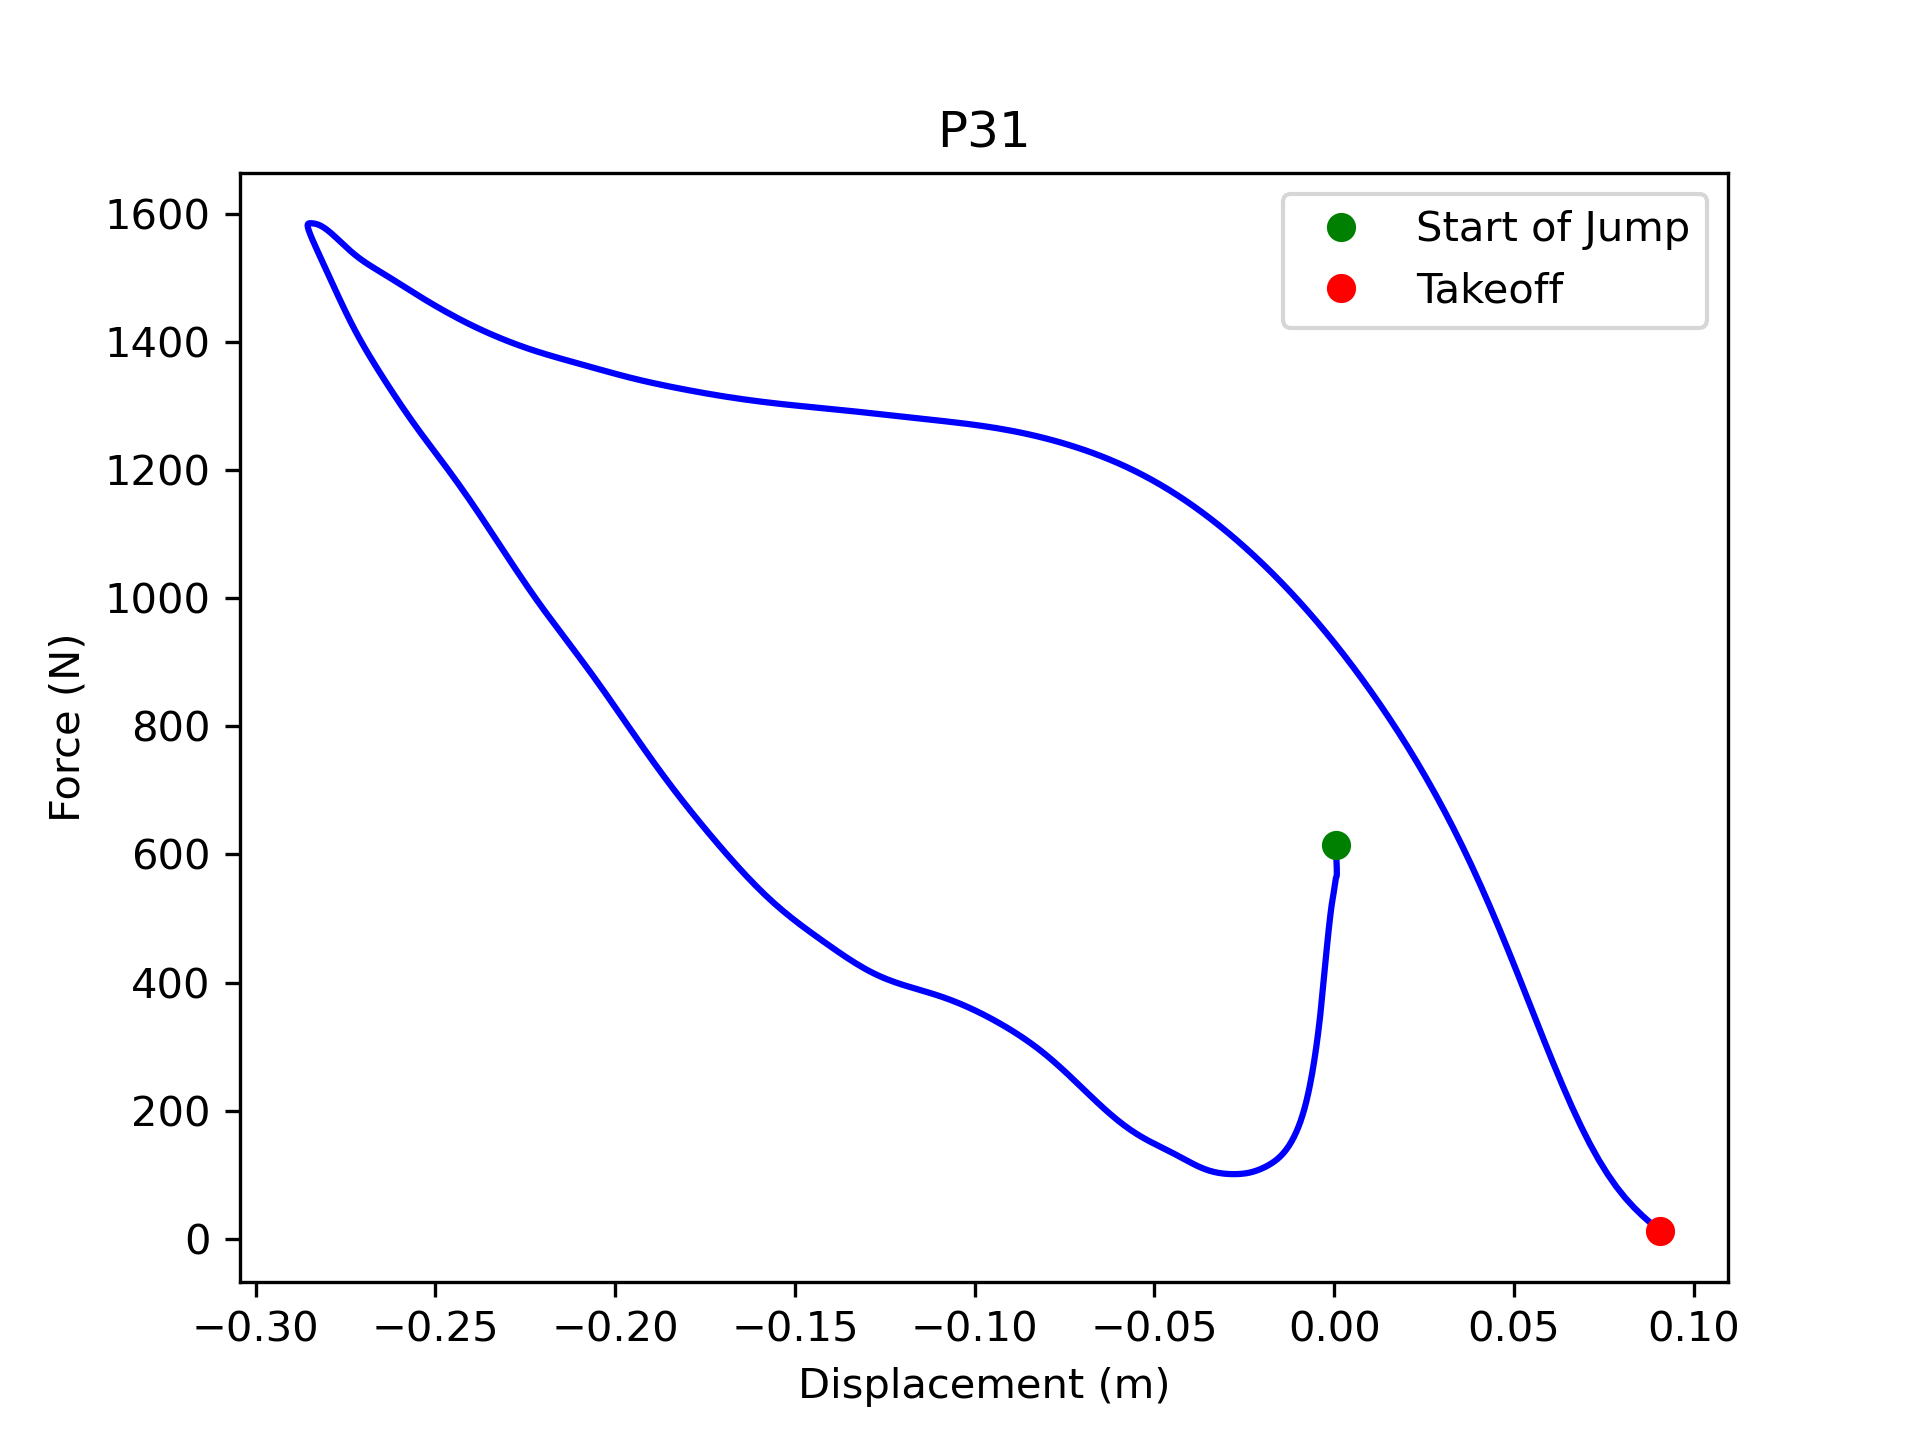 P31
Start of Jump
Takeoff
1600
1400
1200
1000
800
600
400
200
0
Force (N)
−0.30 −0.25 −0.20 −0.15 −0.10 −0.05 0.00 0.05 0.10
Displacement (m)